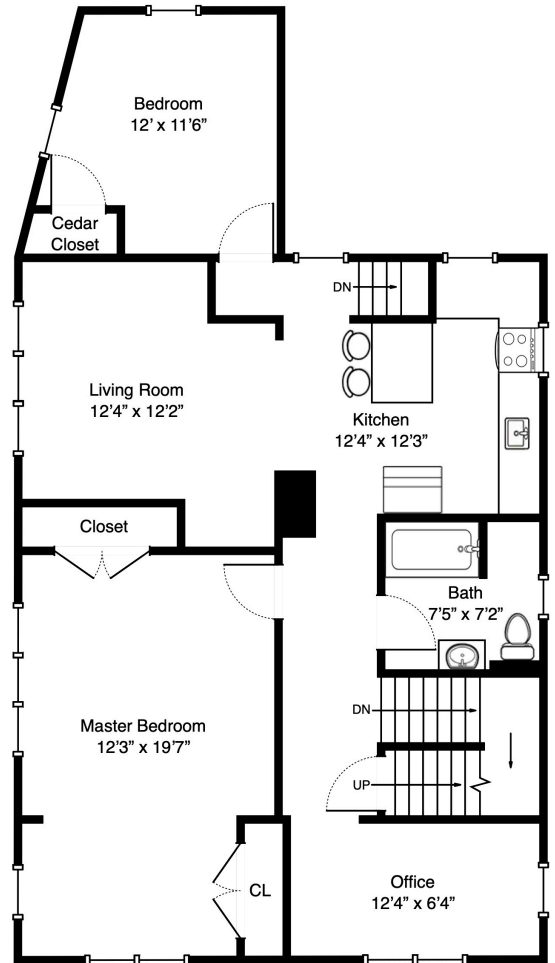 Bedroom
12’ x 11’6”
Cedar
Closet
DN
Living Room
12’4” x 12’2”
Kitchen
12’4” x 12’3”
Closet
Bath
7’5” x 7’2”
DN
Master Bedroom
12’3” x 19’7”
UP
CL
Office
12’4” x 6’4”